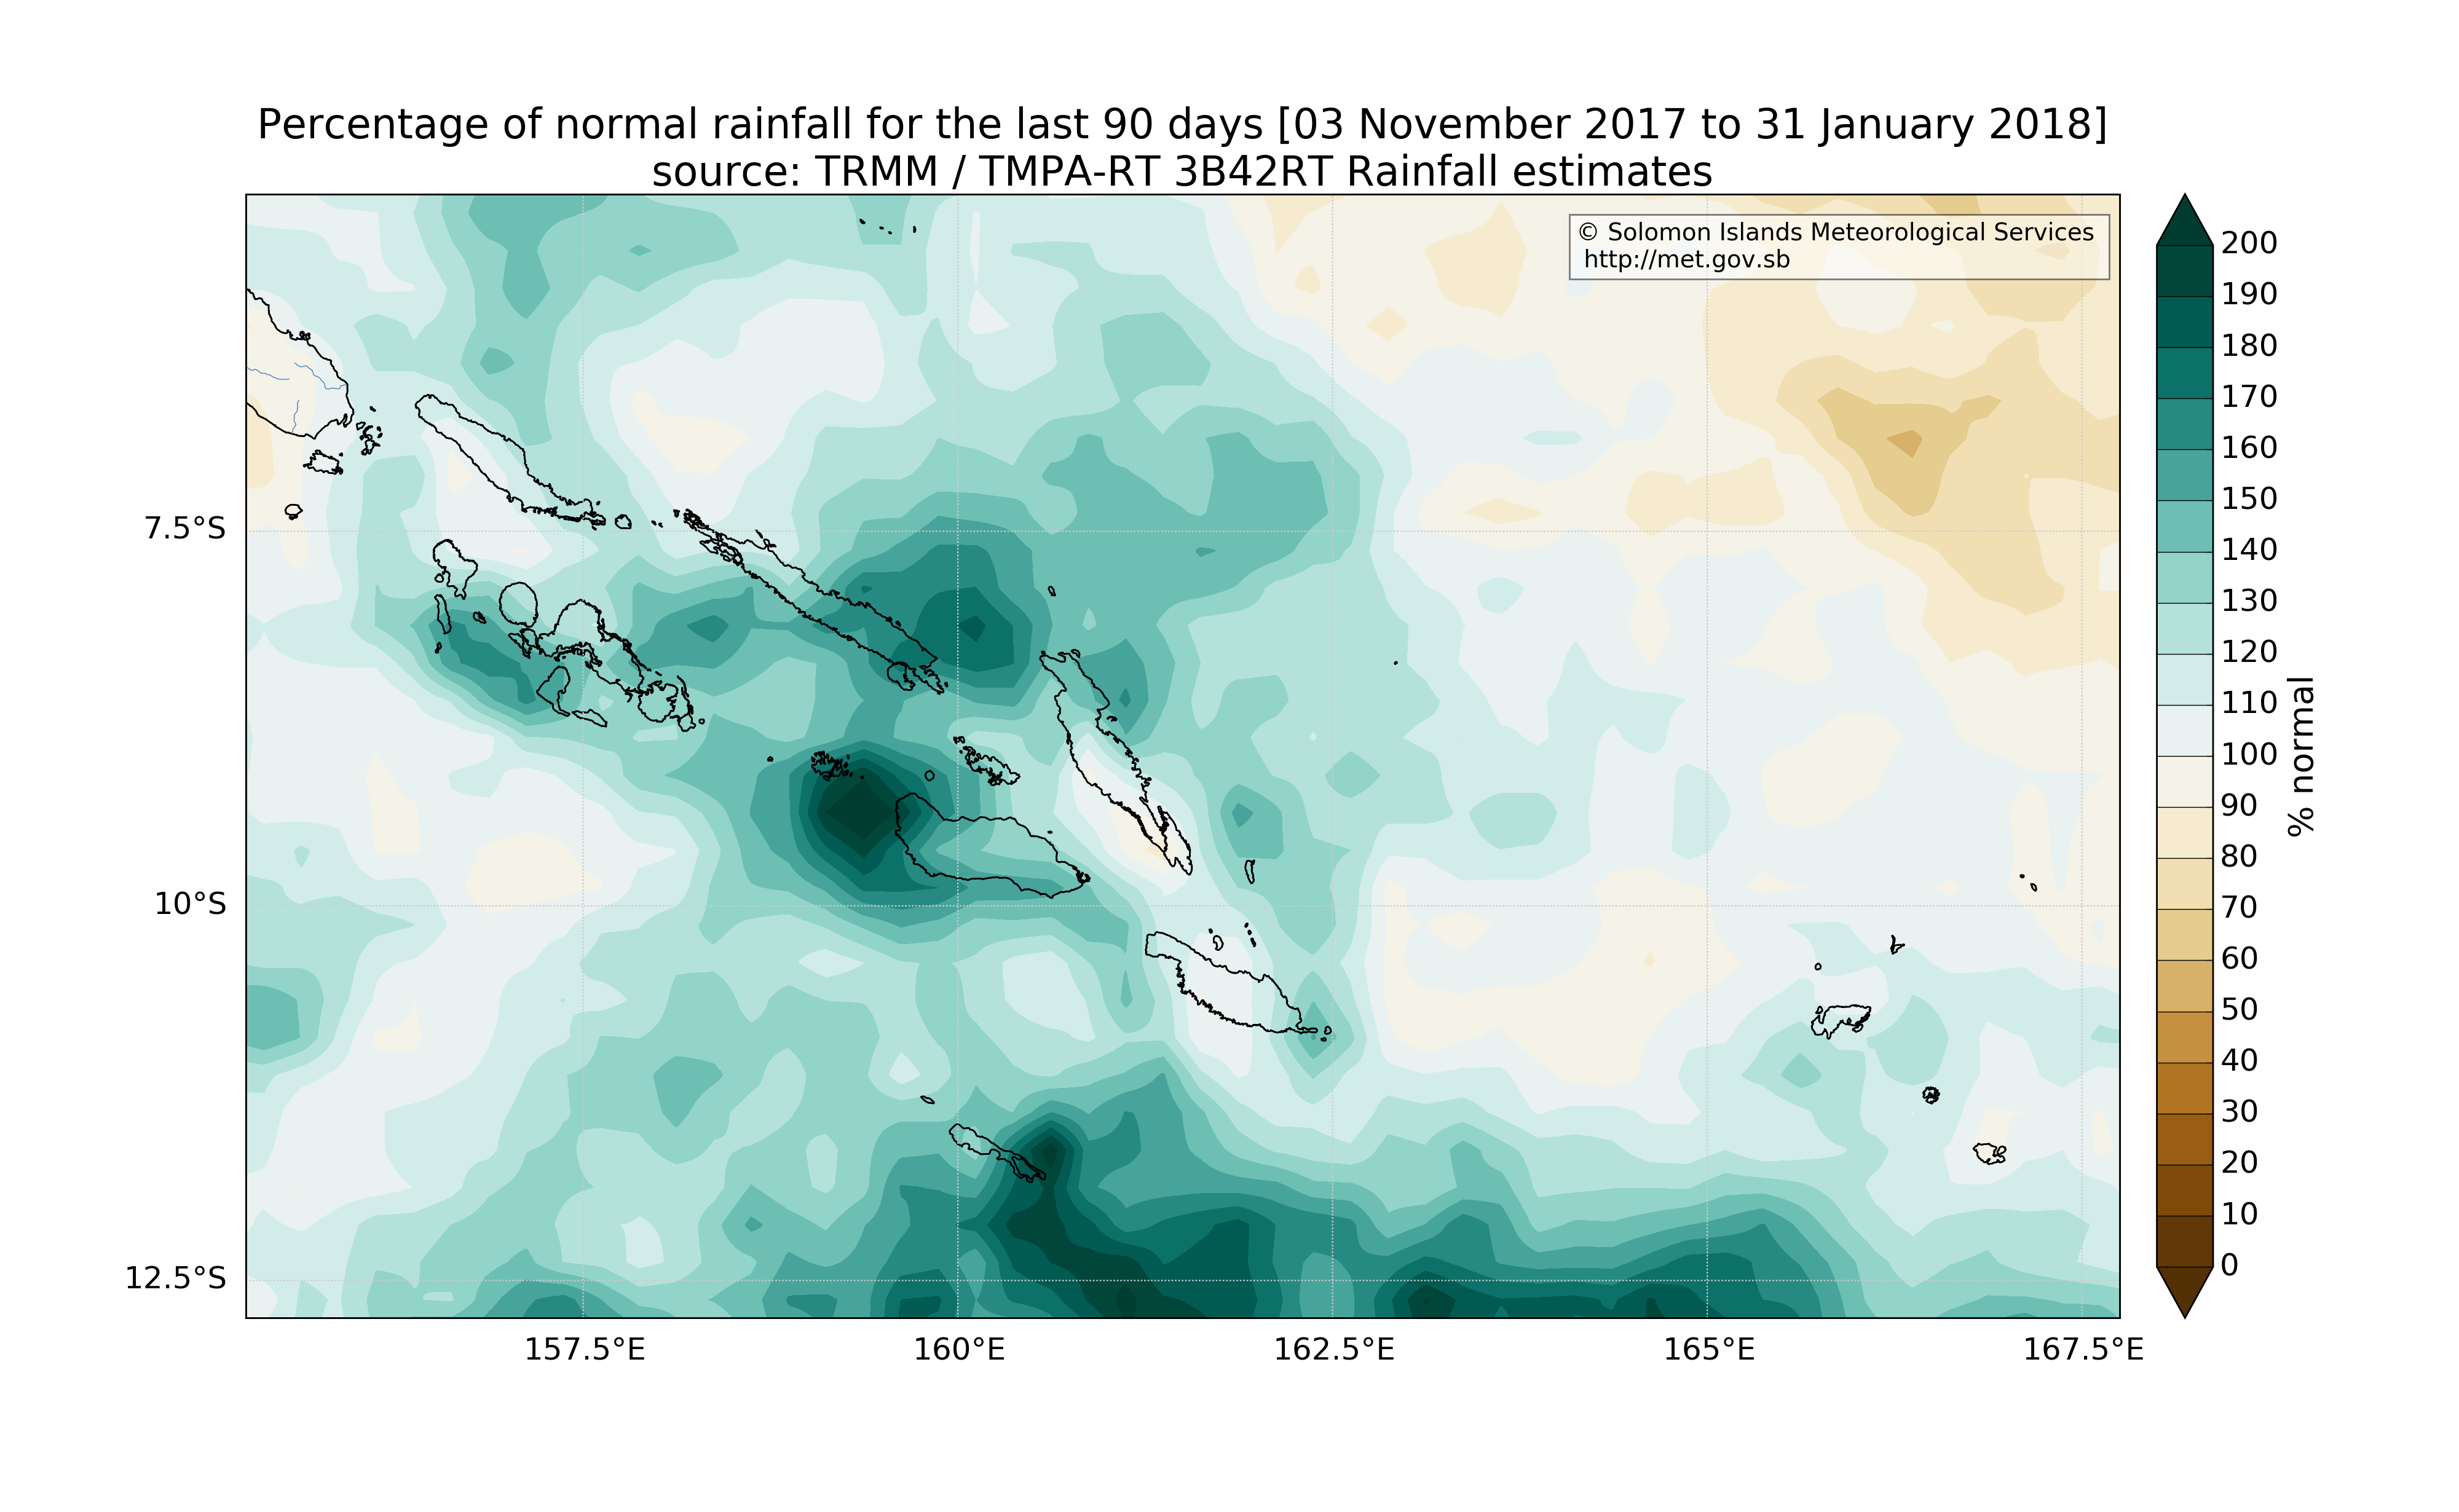 Percentage of normal rainfall for the last 90 days [03 November 2017 to 31 January 2018]
source: TRMM / TMPA-RT 3B42RT Rainfall estimates
© Solomon Islands Meteorological Services
http://met.gov.sb
7.5°S
10°S
12.5°S
157.5°E
160°E
162.5°E
165°E
167.5°E
200
190
180
170
160
150
140
130
120
110
100
90
80
70
60
50
40
30
20
10
0
% normal